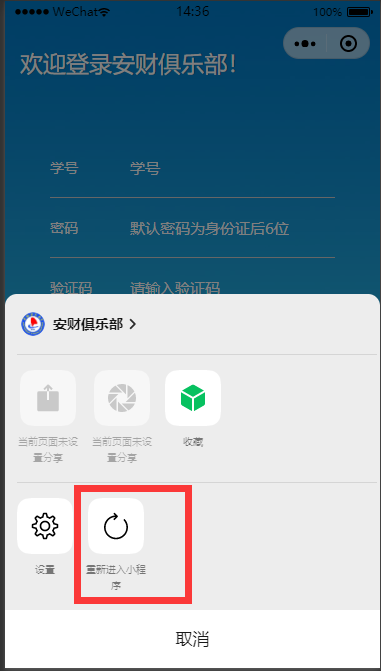 WeChat 14:36 100%
欢迎登录安财俱乐部！
学号 学号
密码 默认密码为身份证后6位
验证码 请输入验证码
安财俱乐部
当前页面未设 当前页面未设 收藏
置分享 置分享
设置 重新进入小程
序
取消